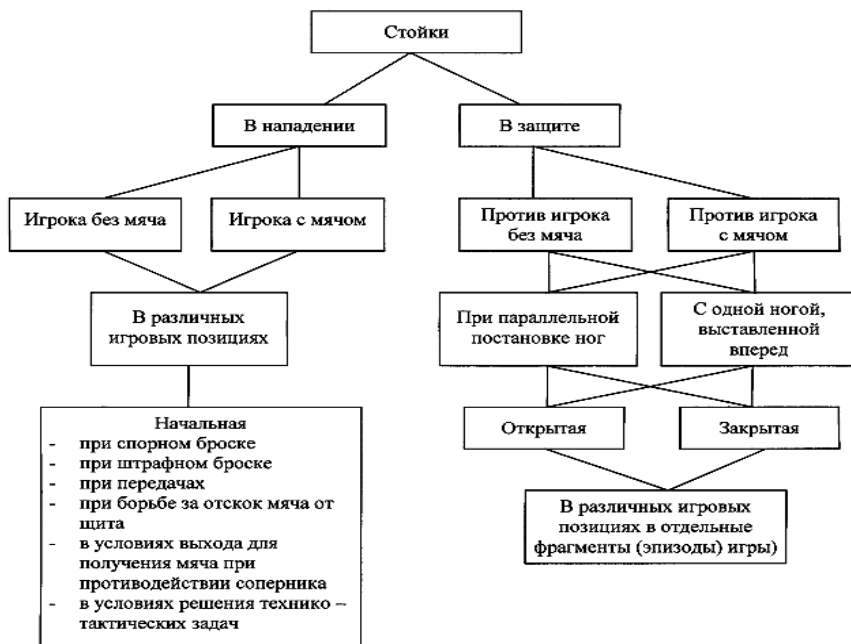 Стойки
В нападении
В защите
Игрока без мяча
Игрока с мячом
Против игрока
без мяча
Против игрока
с мячом
В различных
игровых позициях
При параллельной
постановке ног
С одной ногой,
выставленной
вперед
Начальная
- при спорном броске
- при штрафном броске
- при передачах
- при борьбе за отскок мяча от
щита
- в условиях выхода для
получения мяча при
противодействии соперника
- в условиях решения технико –
тактических задач
Открытая
Закрытая
В различных игровых
позициях в отдельные
фрагменты (эпизоды) игры)